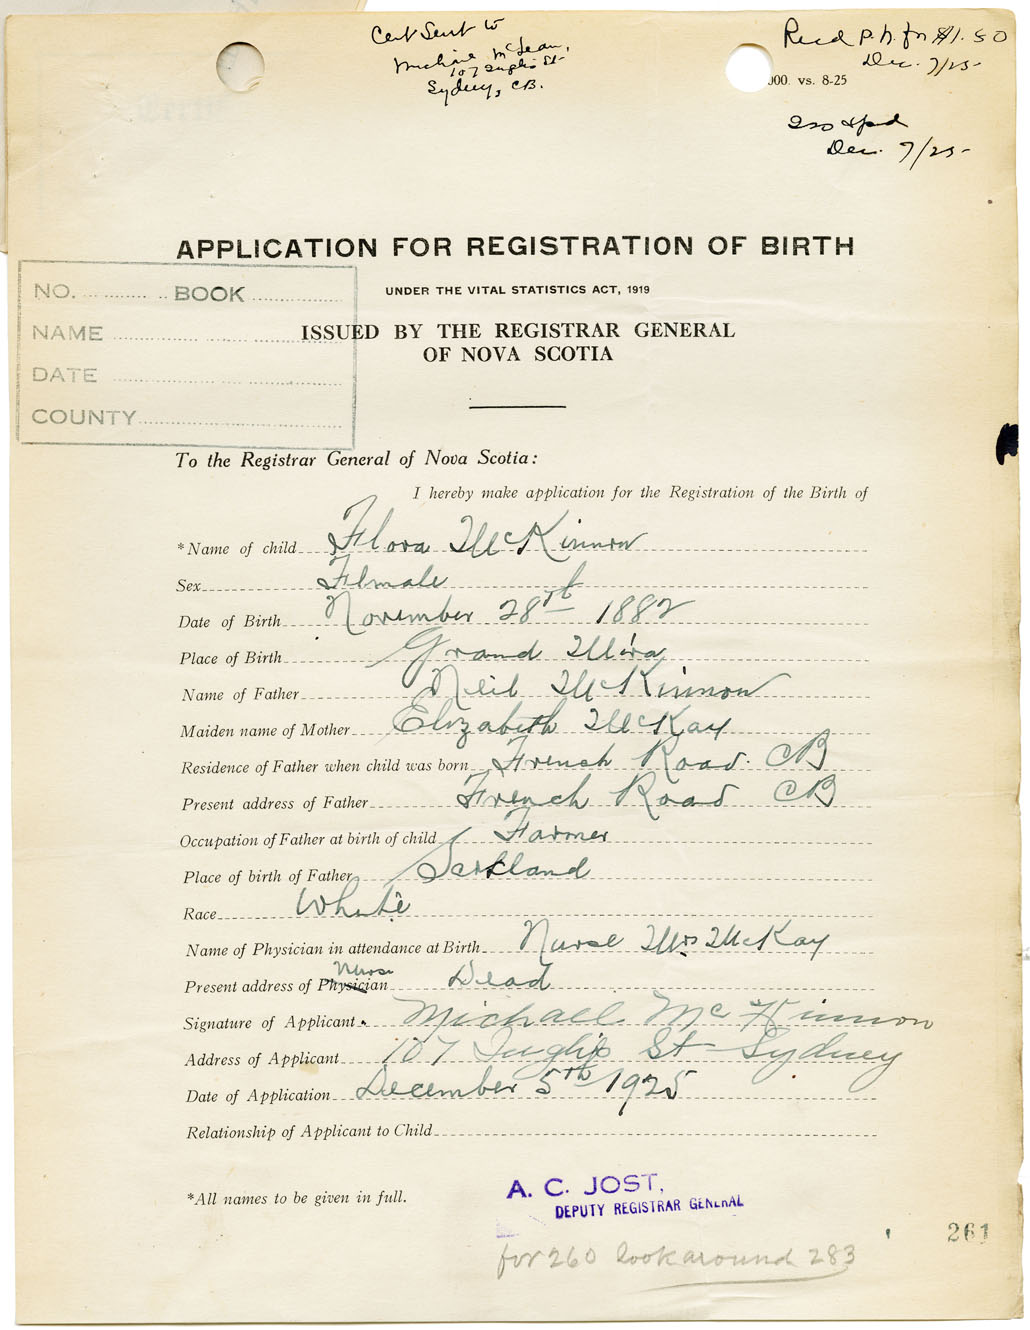 Cert Sent to
Michael McLean,
107 Inglis St
Sydney, CB.
Recd P.N. for $1.50
Dec. 7/25-
000. vs. 8-25
Dec. 7/25-
APPLICATION FOR REGISTRATION OF BIRTH
UNDER THE VITAL STATISTICS ACT, 1919
ISSUED BY THE REGISTRAR GENERAL
OF NOVA SCOTIA
NO. BOOK
NAME
DATE
COUNTY
To the Registrar General of Nova Scotia:
I hereby make application for the Registration of the Birth of
*Name of child Flora McKinnon
Sex Female
Date of Birth November 28th 1882
Place of Birth Grand Mira
Name of Father Neil McKinnon
Maiden name of Mother Elizabeth McKay
Residence of Father when child was born French Road. CB
Present address of Father French Road CB
Occupation of Father at birth of child Farmer
Place of birth of Father Scotland
Race White
Name of Physician in attendance at Birth Nurse Mrs McKay
Present address of Physician Nurse Dead
Signature of Applicant Michael McKinnon
Address of Applicant 107 Inglis St Sydney
Date of Application December 5th 1925
Relationship of Applicant to Child
*All names to be given in full.
A. C. JOST,
DEPUTY REGISTRAR GENERAL
261
for 260 look around 283